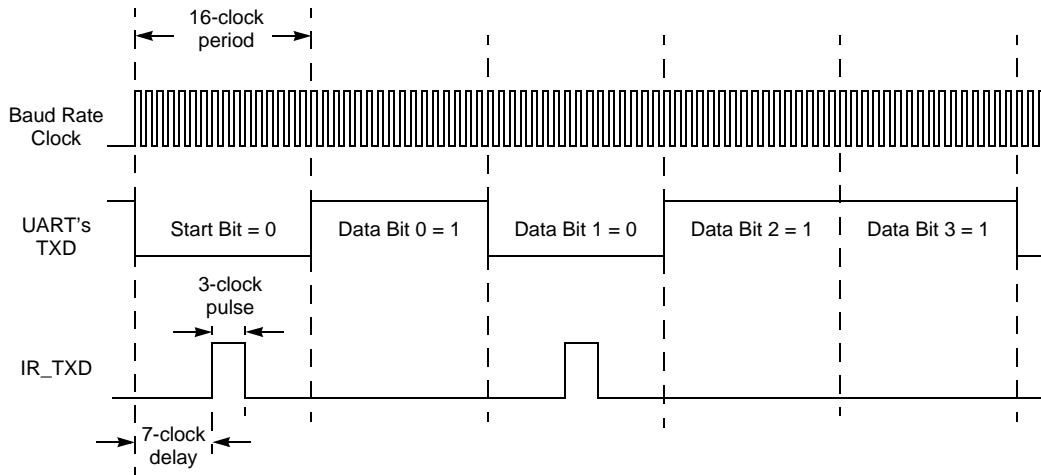 16-clock
period
Baud Rate
Clock
UART's
TXD
Start Bit = 0
Data Bit 0 = 1
Data Bit 1 = 0
Data Bit 2 = 1
Data Bit 3 = 1
3-clock
pulse
IR_TXD
7-clock
delay